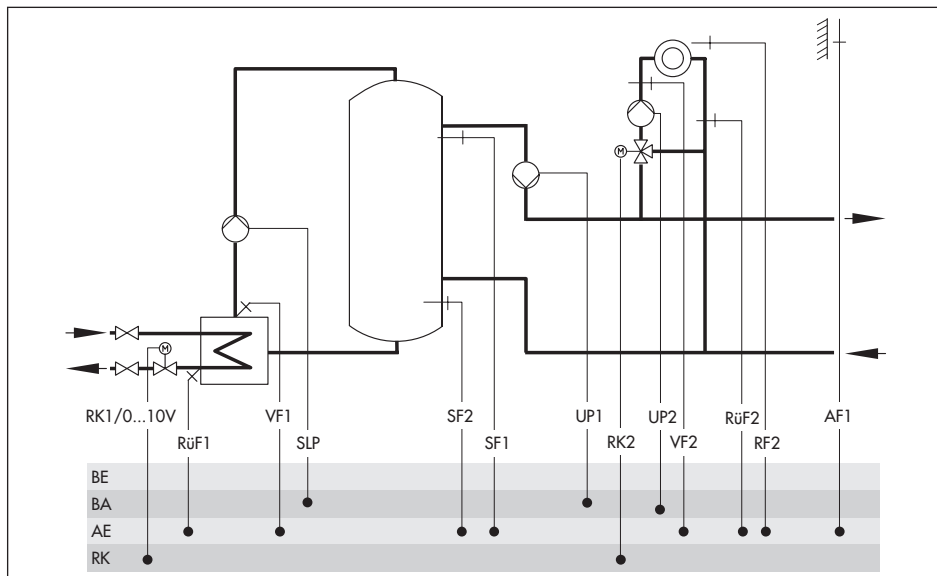 M
M
RK1/0...10V
VF1
SF2
UP1
UP2
RüF2
AF1
RüF1
SLP
SF1
RK2
VF2
RF2
BE
BA
AE
RK